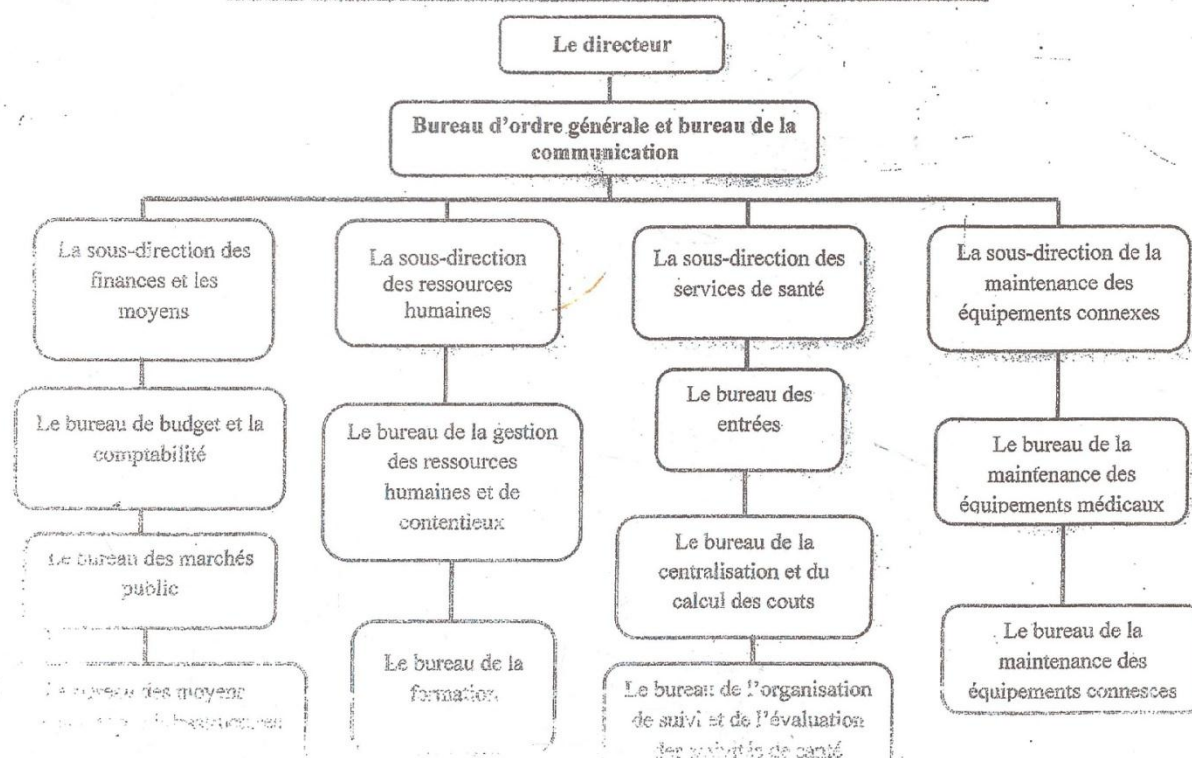 Le directeur
Bureau d'ordre générale et bureau de la
communication
La sous-direction des
finances et les
moyens
La sous-direction
des ressources
humaines
La sous-direction des
services de santé
La sous-direction de la
maintenance des
équipements connexes
Le bureau de budget et la
comptabilité
Le bureau de la gestion
des ressources
humaines et de
contentieux
Le bureau des
entrées
Le bureau de la
maintenance des
équipements médicaux
Le bureau des marchés
public
Le bureau de la
formation
Le bureau de la
centralisation et du
calcul des couts
Le bureau de la
maintenance des
équipements connesces
des moyens
Le bureau de l'organisation
de suivi et de l'évaluation
de santé